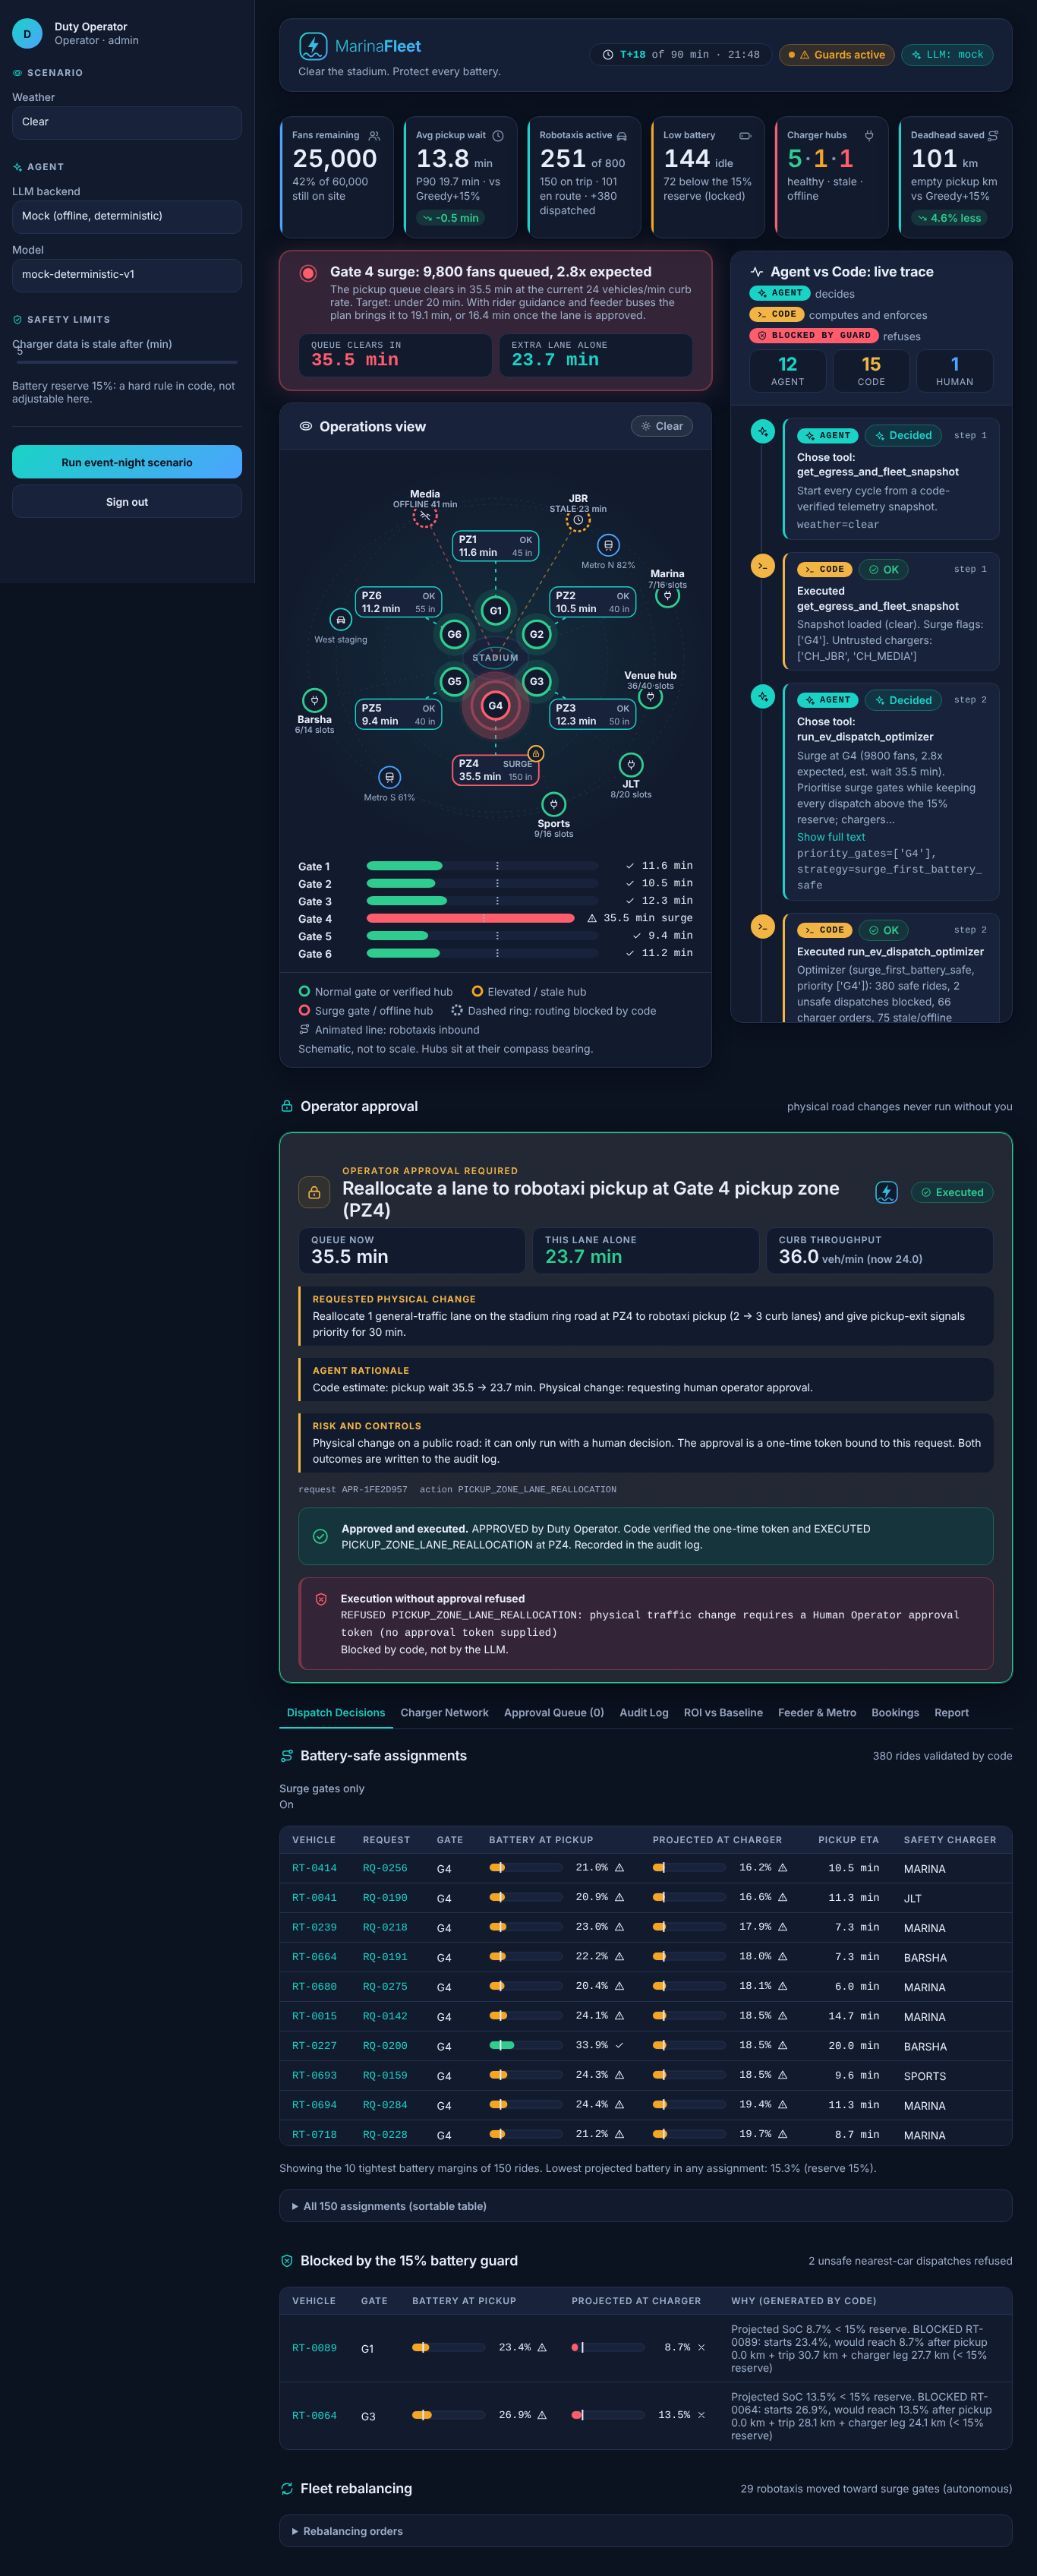 D
Duty Operator
Operator · admin
SCENARIO
Weather
Clear
AGENT
LLM backend
Mock (offline, deterministic)
Model
mock-deterministic-v1
SAFETY LIMITS
Charger data is stale after (min)
5
Battery reserve 15%: a hard rule in code, not
adjustable here.
Run event-night scenario
Sign out
MarinaFleet
Clear the stadium. Protect every battery.
T+18 of 90 min · 21:48
Guards active
LLM: mock
Fans remaining
25,000
42% of 60,000
still on site
Avg pickup wait
13.8 min
P90 19.7 min · vs
Greedy+15%
-0.5 min
Robotaxis active
251 of 800
150 on trip · 101
en route · +380
dispatched
Low battery
144 idle
72 below the 15%
reserve (locked)
Charger hubs
5·1·1
healthy · stale ·
offline
Deadhead saved
101 km
empty pickup km
vs Greedy+15%
4.6% less
Gate 4 surge: 9,800 fans queued, 2.8x expected
The pickup queue clears in 35.5 min at the current 24 vehicles/min curb
rate. Target: under 20 min. With rider guidance and feeder buses the
plan brings it to 19.1 min, or 16.4 min once the lane is approved.
QUEUE CLEARS IN
35.5 min
EXTRA LANE ALONE
23.7 min
Operations view
Clear
Media
OFFLINE 41 min
JBR
STALE 23 min
PZ1 OK
11.6 min 45 in
Metro N 82%
Marina
7/16 slots
PZ6 OK
11.2 min 55 in
PZ2 OK
10.5 min 40 in
G1
G6
G2
West staging
STADIUM
G5
G3
Venue hub
36/40 slots
G4
Barsha
6/14 slots
PZ5 OK
9.4 min 40 in
PZ3 OK
12.3 min 50 in
PZ4 SURGE
35.5 min 150 in
Metro S 61%
JLT
8/20 slots
Sports
9/16 slots
Gate 1 11.6 min
Gate 2 10.5 min
Gate 3 12.3 min
Gate 4 35.5 min surge
Gate 5 9.4 min
Gate 6 11.2 min
Normal gate or verified hub
Elevated / stale hub
Surge gate / offline hub
Dashed ring: routing blocked by code
Animated line: robotaxis inbound
Schematic, not to scale. Hubs sit at their compass bearing.
Agent vs Code: live trace
AGENT decides
CODE computes and enforces
BLOCKED BY GUARD refuses
12
AGENT
15
CODE
1
HUMAN
AGENT Decided step 1
Chose tool:
get_egress_and_fleet_snapshot
Start every cycle from a code-
verified telemetry snapshot.
weather=clear
CODE OK step 1
Executed
get_egress_and_fleet_snapshot
Snapshot loaded (clear). Surge flags:
['G4']. Untrusted chargers:
['CH_JBR', 'CH_MEDIA']
AGENT Decided step 2
Chose tool:
run_ev_dispatch_optimizer
Surge at G4 (9800 fans, 2.8x
expected, est. wait 35.5 min).
Prioritise surge gates while keeping
every dispatch above the 15%
reserve; chargers...
Show full text
priority_gates=['G4'],
strategy=surge_first_battery_
safe
CODE OK step 2
Executed run_ev_dispatch_optimizer
Optimizer (surge_first_battery_safe,
priority ['G4']): 380 safe rides, 2
unsafe dispatches blocked, 66
charger orders, 75 stale/offline
Operator approval
physical road changes never run without you
OPERATOR APPROVAL REQUIRED
Reallocate a lane to robotaxi pickup at Gate 4 pickup zone
(PZ4)
Executed
QUEUE NOW
35.5 min
THIS LANE ALONE
23.7 min
CURB THROUGHPUT
36.0 veh/min (now 24.0)
REQUESTED PHYSICAL CHANGE
Reallocate 1 general-traffic lane on the stadium ring road at PZ4 to robotaxi pickup (2 → 3 curb lanes) and give pickup-exit signals
priority for 30 min.
AGENT RATIONALE
Code estimate: pickup wait 35.5 → 23.7 min. Physical change: requesting human operator approval.
RISK AND CONTROLS
Physical change on a public road: it can only run with a human decision. The approval is a one-time token bound to this request. Both
outcomes are written to the audit log.
request APR-1FE2D957 action PICKUP_ZONE_LANE_REALLOCATION
Approved and executed. APPROVED by Duty Operator. Code verified the one-time token and EXECUTED
PICKUP_ZONE_LANE_REALLOCATION at PZ4. Recorded in the audit log.
Execution without approval refused
REFUSED PICKUP_ZONE_LANE_REALLOCATION: physical traffic change requires a Human Operator approval
token (no approval token supplied)
Blocked by code, not by the LLM.
Dispatch Decisions Charger Network Approval Queue (0) Audit Log ROI vs Baseline Feeder & Metro Bookings Report
Battery-safe assignments
380 rides validated by code
Surge gates only
On
VEHICLE REQUEST GATE BATTERY AT PICKUP PROJECTED AT CHARGER PICKUP ETA SAFETY CHARGER
RT-0414 RQ-0256 G4 21.0% 16.2% 10.5 min MARINA
RT-0041 RQ-0190 G4 20.9% 16.6% 11.3 min JLT
RT-0239 RQ-0218 G4 23.0% 17.9% 7.3 min MARINA
RT-0664 RQ-0191 G4 22.2% 18.0% 7.3 min BARSHA
RT-0680 RQ-0275 G4 20.4% 18.1% 6.0 min MARINA
RT-0015 RQ-0142 G4 24.1% 18.5% 14.7 min MARINA
RT-0227 RQ-0200 G4 33.9% 18.5% 20.0 min BARSHA
RT-0693 RQ-0159 G4 24.3% 18.5% 9.6 min SPORTS
RT-0694 RQ-0284 G4 24.4% 19.4% 11.3 min MARINA
RT-0718 RQ-0228 G4 21.2% 19.7% 8.7 min MARINA
Showing the 10 tightest battery margins of 150 rides. Lowest projected battery in any assignment: 15.3% (reserve 15%).
All 150 assignments (sortable table)
Blocked by the 15% battery guard
2 unsafe nearest-car dispatches refused
VEHICLE GATE BATTERY AT PICKUP PROJECTED AT CHARGER WHY (GENERATED BY CODE)
RT-0089 G1 23.4% 8.7%
Projected SoC 8.7% < 15% reserve. BLOCKED RT-
0089: starts 23.4%, would reach 8.7% after pickup
0.0 km + trip 30.7 km + charger leg 27.7 km (< 15%
reserve)
RT-0064 G3 26.9% 13.5%
Projected SoC 13.5% < 15% reserve. BLOCKED RT-
0064: starts 26.9%, would reach 13.5% after pickup
0.0 km + trip 28.1 km + charger leg 24.1 km (< 15%
reserve)
Fleet rebalancing
29 robotaxis moved toward surge gates (autonomous)
Rebalancing orders